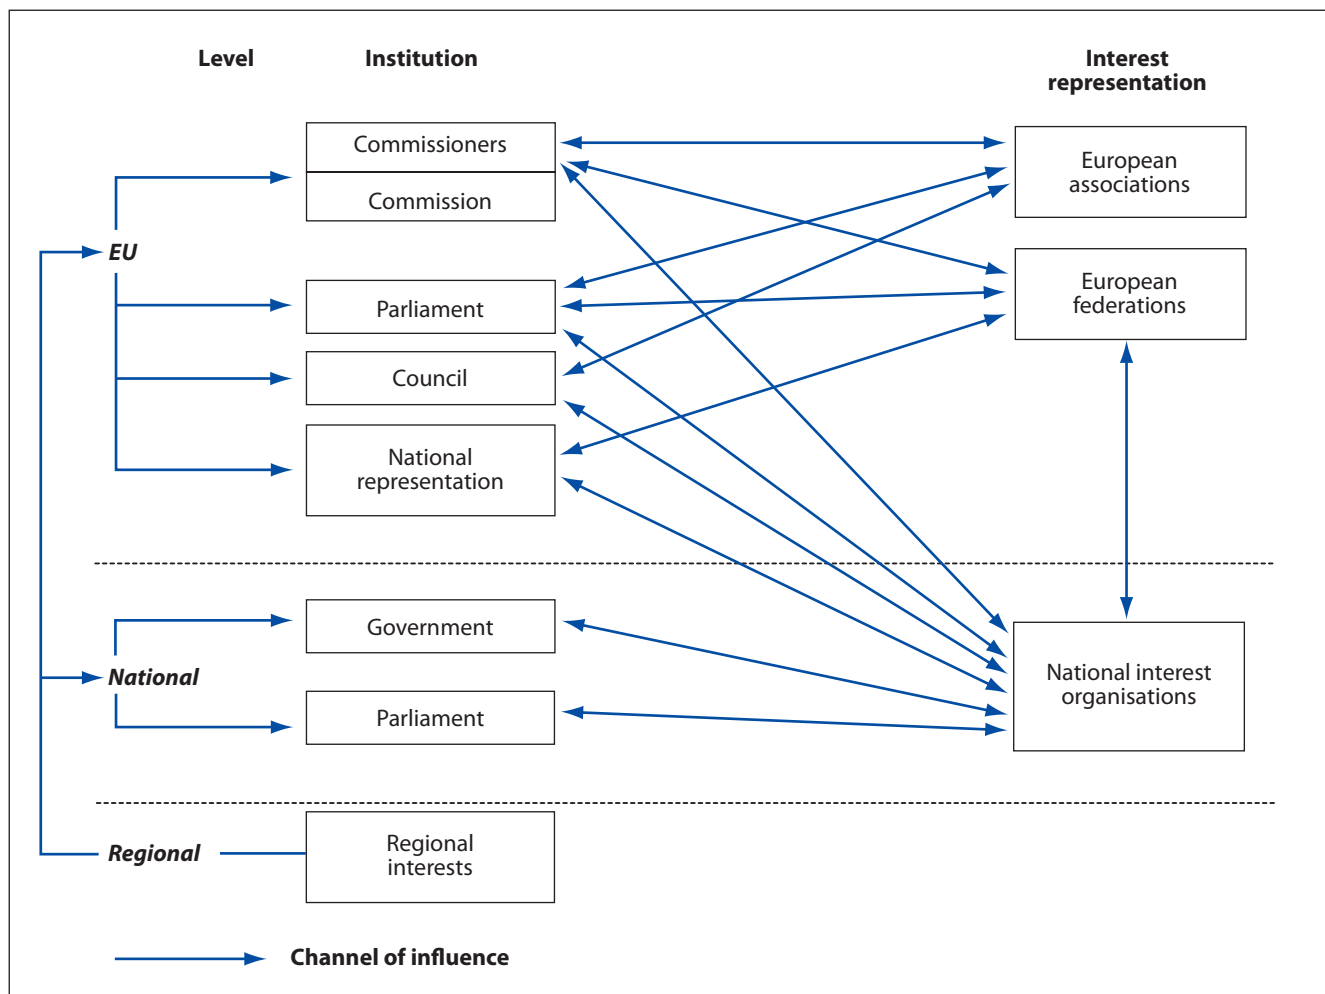 Level
Institution
Interest
representation
Commissioners
Commission
European
associations
EU
European
federations
Parliament
Council
National
representation
Government
National
National interest
organisations
Parliament
Regional
Regional
interests
Channel of influence